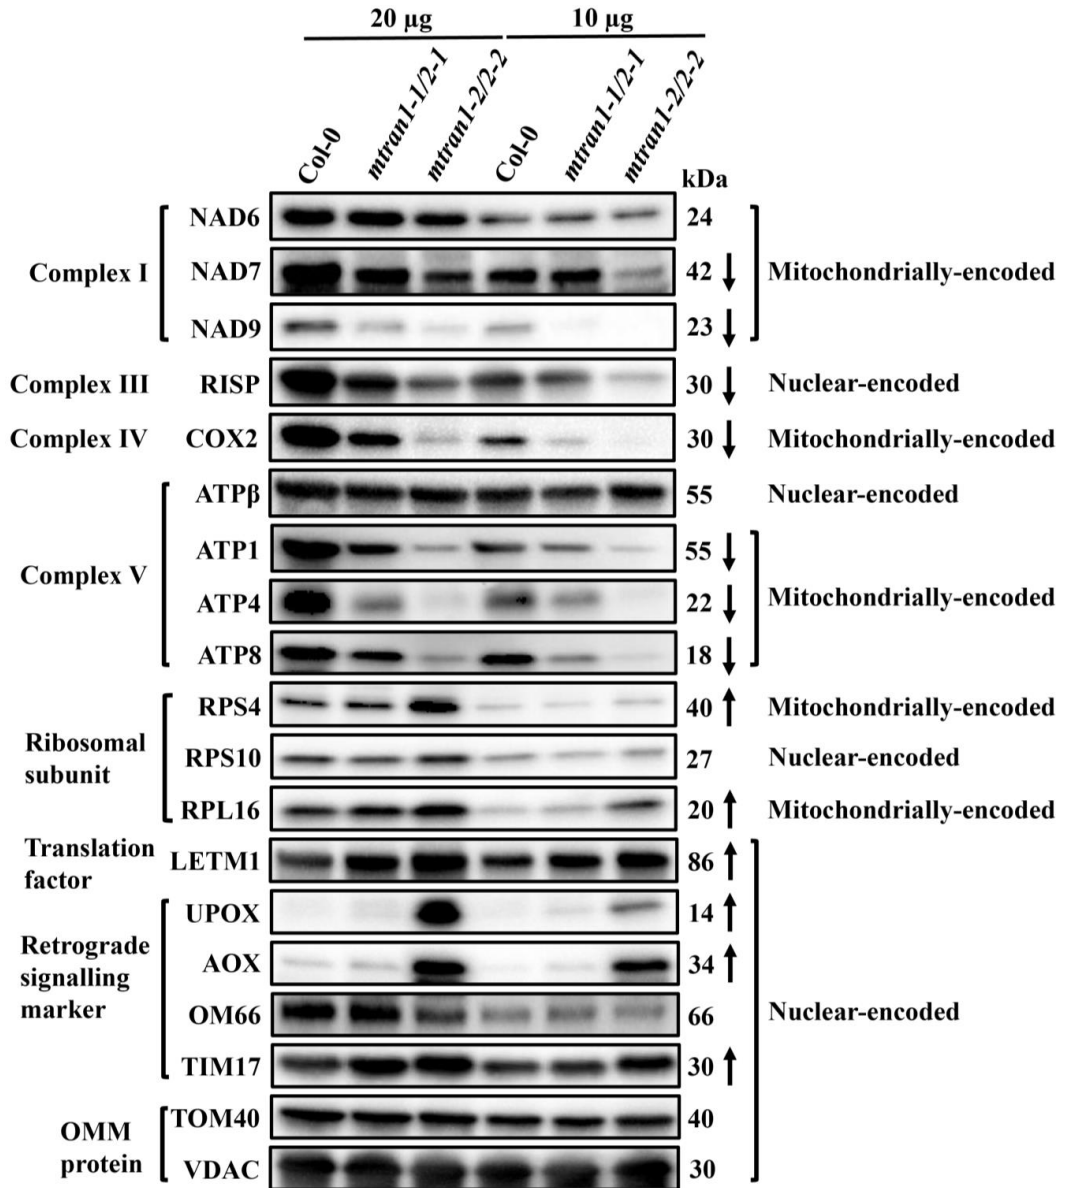 20 μg 10 μg
Col-0 mtran1-1/2-1 mtran1-2/2-2 Col-0 mtran1-1/2-1 mtran1-2/2-2
kDa
NAD6 24
Complex I NAD7 42 ↓ Mitochondrially-encoded
NAD9 23 ↓
Complex III RISP 30 ↓ Nuclear-encoded
Complex IV COX2 30 ↓ Mitochondrially-encoded
ATPβ 55 Nuclear-encoded
ATP1 55 ↓
Complex V
ATP4 22 ↓ Mitochondrially-encoded
ATP8 18 ↓
RPS4 40 ↑ Mitochondrially-encoded
Ribosomal
subunit
RPS10 27 Nuclear-encoded
RPL16 20 ↑ Mitochondrially-encoded
Translation
factor
LETM1 86 ↑
UPOX 14 ↑
Retrograde
signalling
marker
AOX 34 ↑
OM66 66 Nuclear-encoded
TIM17 30 ↑
TOM40 40
OMM
protein
VDAC 30